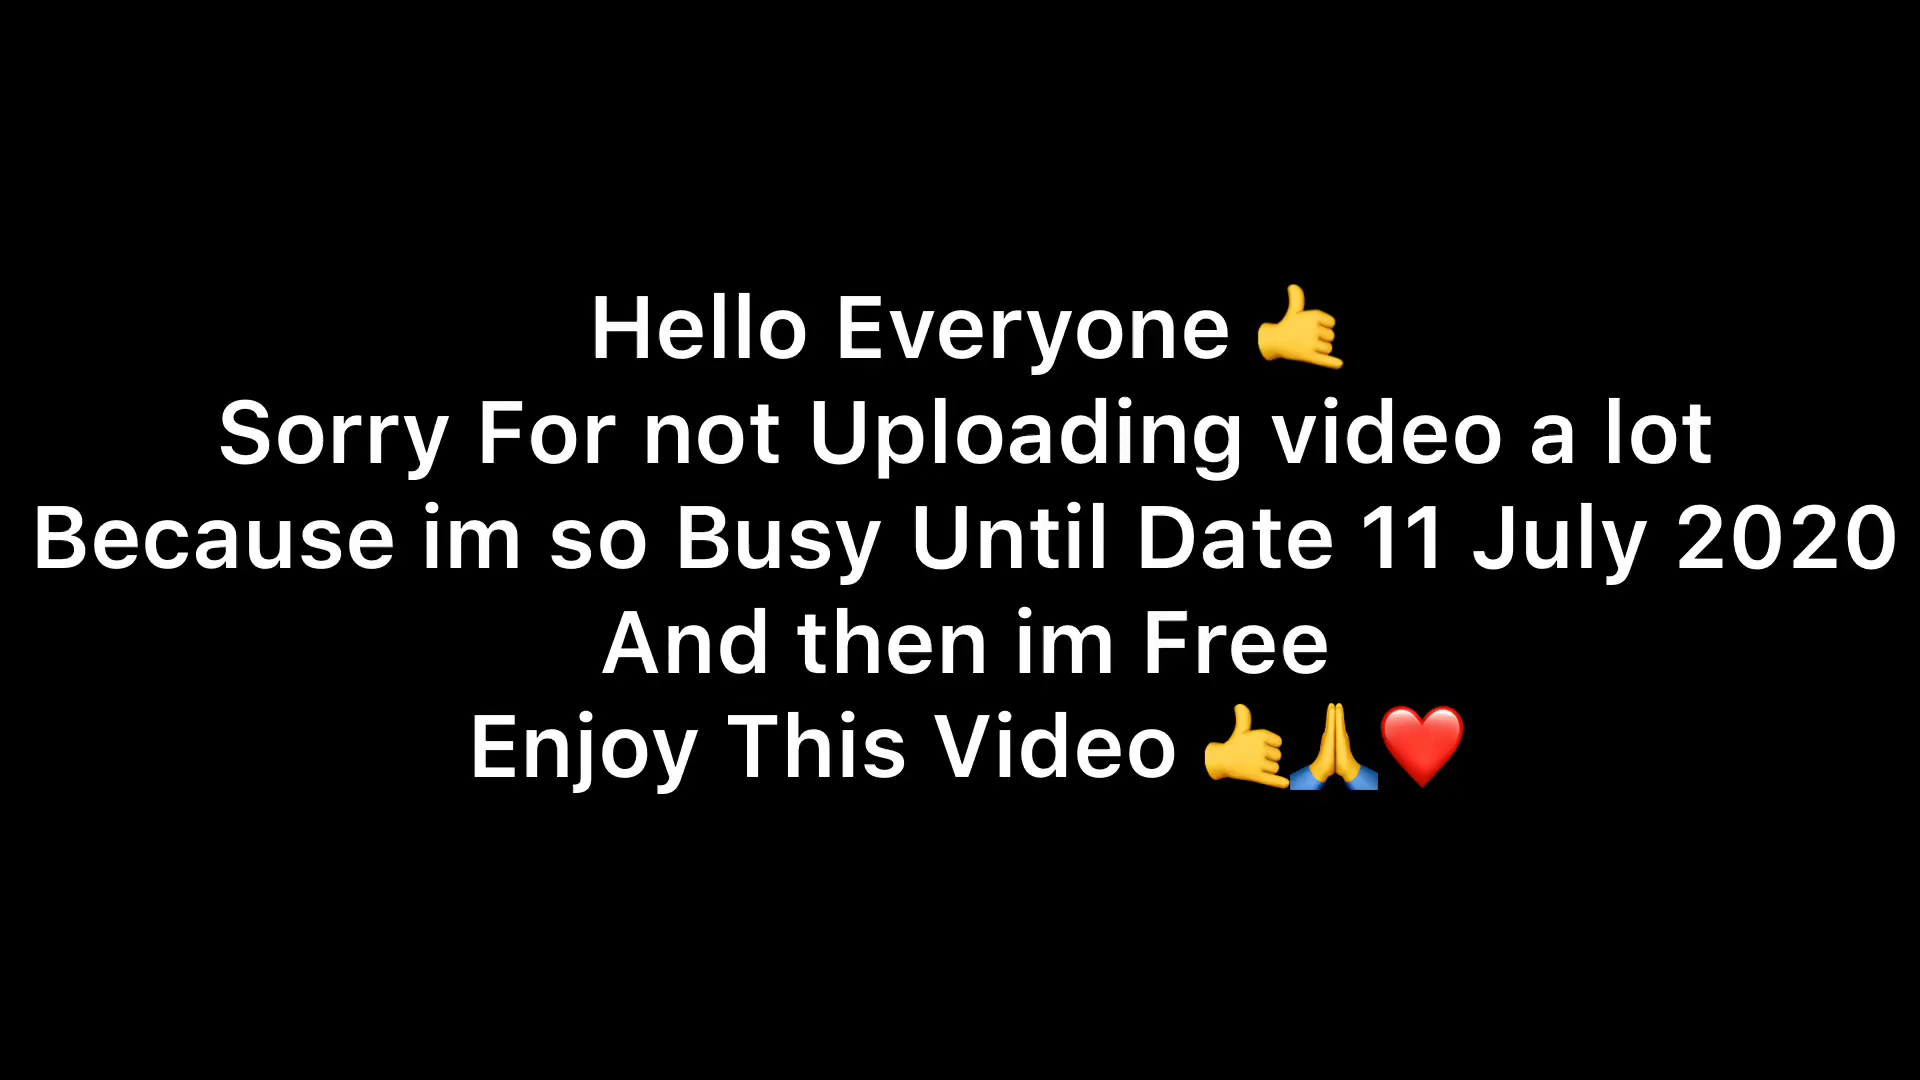 Hello Everyone 🤙
Sorry For not Uploading video a lot
Because im so Busy Until Date 11 July 2020
And then im Free
Enjoy This Video 🤙🙏❤️